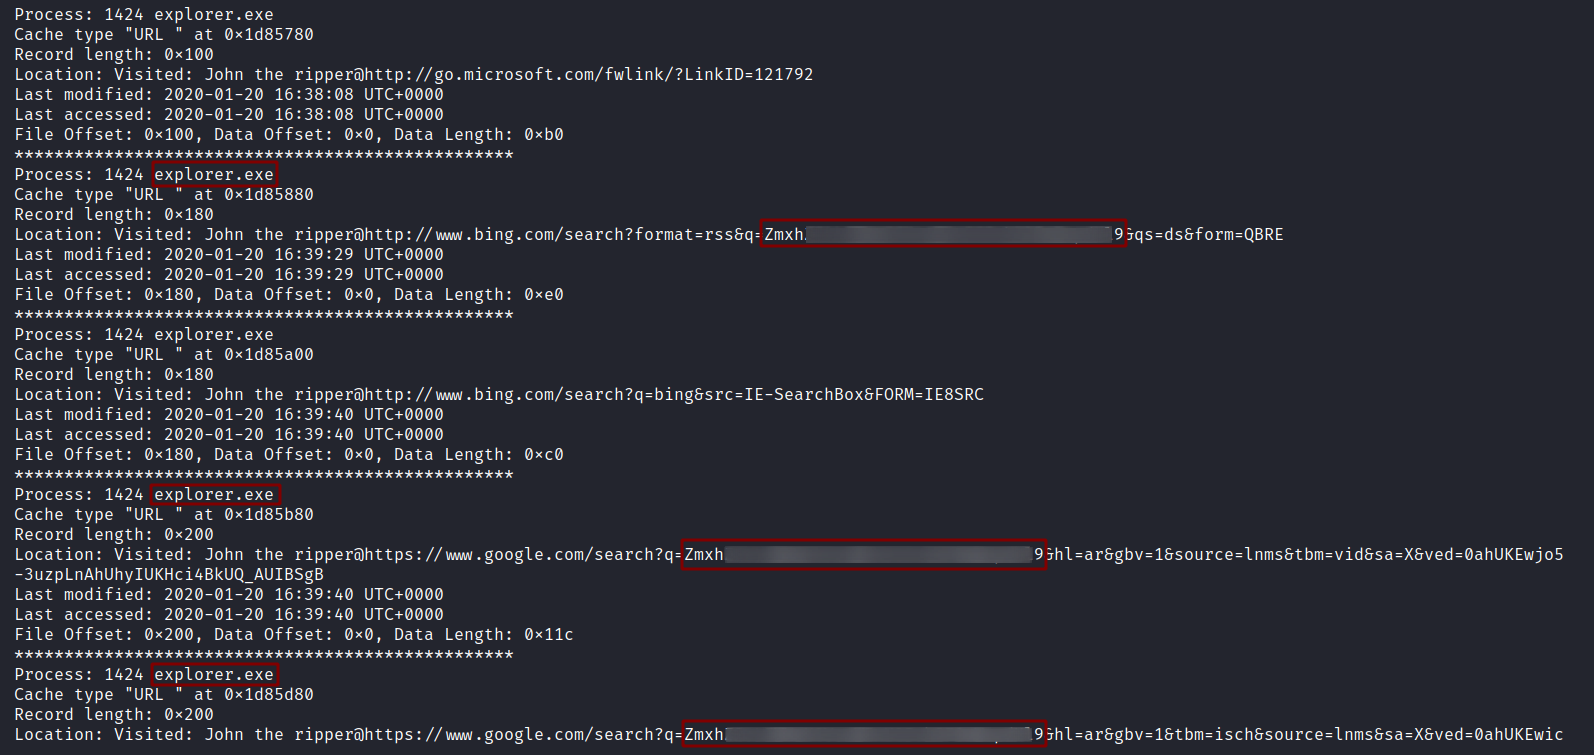 Process: 1424 explorer.exe
Cache type "URL " at 0×1d85780
Record length: 0×100
Location: Visited: John the ripper@http://go.microsoft.com/fwlink/?LinkID=121792
Last modified: 2020-01-20 16:38:08 UTC+0000
Last accessed: 2020-01-20 16:38:08 UTC+0000
File Offset: 0×100, Data Offset: 0×0, Data Length: 0×b0
**************************************************
Process: 1424 explorer.exe
Cache type "URL " at 0×1d85880
Record length: 0×180
Location: Visited: John the ripper@http://www.bing.com/search?format=rss&q=Zmxh 9&qs=ds&form=QBRE
Last modified: 2020-01-20 16:39:29 UTC+0000
Last accessed: 2020-01-20 16:39:29 UTC+0000
File Offset: 0×180, Data Offset: 0×0, Data Length: 0×e0
**************************************************
Process: 1424 explorer.exe
Cache type "URL " at 0×1d85a00
Record length: 0×180
Location: Visited: John the ripper@http://www.bing.com/search?q=bing&src=IE-SearchBox&FORM=IE8SRC
Last modified: 2020-01-20 16:39:40 UTC+0000
Last accessed: 2020-01-20 16:39:40 UTC+0000
File Offset: 0×180, Data Offset: 0×0, Data Length: 0×c0
**************************************************
Process: 1424 explorer.exe
Cache type "URL " at 0×1d85b80
Record length: 0×200
Location: Visited: John the ripper@https://www.google.com/search?q=Zmxh 9&hl=ar&gbv=1&source=lnms&tbm=vid&sa=X&ved=0ahUKEwjo5
-3uzpLnAhUhyIUKHci4BkUQ_AUIBSgB
Last modified: 2020-01-20 16:39:40 UTC+0000
Last accessed: 2020-01-20 16:39:40 UTC+0000
File Offset: 0×200, Data Offset: 0×0, Data Length: 0×11c
**************************************************
Process: 1424 explorer.exe
Cache type "URL " at 0×1d85d80
Record length: 0×200
Location: Visited: John the ripper@https://www.google.com/search?q=Zmxh 9&hl=ar&gbv=1&tbm=isch&source=lnms&sa=X&ved=0ahUKEwic